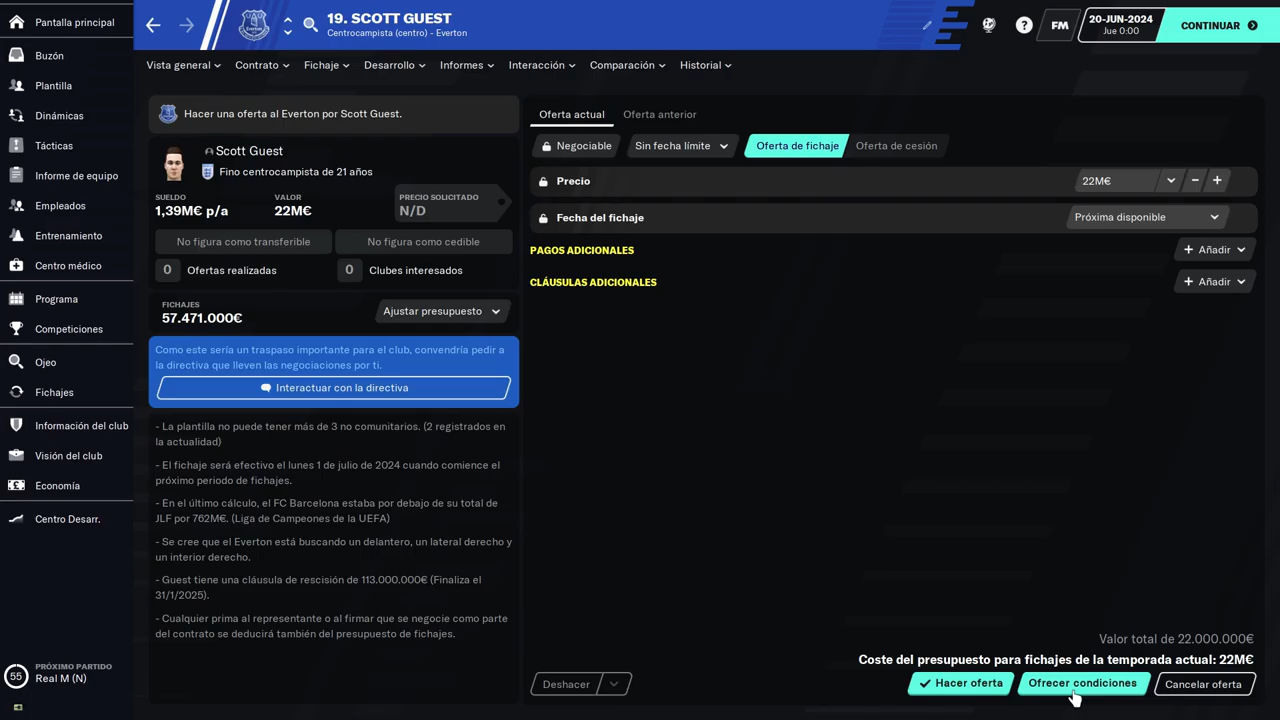 Pantalla principal
Buzón
Plantilla
Dinámicas
Tácticas
Informe de equipo
Empleados
Entrenamiento
Centro médico
Programa
Competiciones
Ojeo
Fichajes
Información del club
Visión del club
Economía
Centro Desarr.
55
PRÓXIMO PARTIDO
Real M (N)
19. SCOTT GUEST
Centrocampista (centro) - Everton
?
FM
20-JUN-2024
Jue 0:00
CONTINUAR
Vista general
Contrato
Fichaje
Desarrollo
Informes
Interacción
Comparación
Historial
Hacer una oferta al Everton por Scott Guest.
Scott Guest
Fino centrocampista de 21 años
SUELDO
1,39M€ p/a
VALOR
22M€
PRECIO SOLICITADO
N/D
No figura como transferible
No figura como cedible
0 Ofertas realizadas
0 Clubes interesados
FICHAJES
57.471.000€
Ajustar presupuesto
Como este sería un traspaso importante para el club, convendría pedir a
la directiva que lleven las negociaciones por ti.
Interactuar con la directiva
- La plantilla no puede tener más de 3 no comunitarios. (2 registrados en
la actualidad)
- El fichaje será efectivo el lunes 1 de julio de 2024 cuando comience el
próximo periodo de fichajes.
- En el último cálculo, el FC Barcelona estaba por debajo de su total de
JLF por 762M€. (Liga de Campeones de la UEFA)
- Se cree que el Everton está buscando un delantero, un lateral derecho y
un interior derecho.
- Guest tiene una cláusula de rescisión de 113.000.000€ (Finaliza el
31/1/2025).
- Cualquier prima al representante o al firmar que se negocie como parte
del contrato se deducirá también del presupuesto de fichajes.
Oferta actual
Oferta anterior
Negociable
Sin fecha límite
Oferta de fichaje
Oferta de cesión
Precio
22M€
- +
Fecha del fichaje
Próxima disponible
PAGOS ADICIONALES
+ Añadir
CLÁUSULAS ADICIONALES
+ Añadir
Valor total de 22.000.000€
Coste del presupuesto para fichajes de la temporada actual: 22M€
Deshacer
Hacer oferta
Ofrecer condiciones
Cancelar oferta